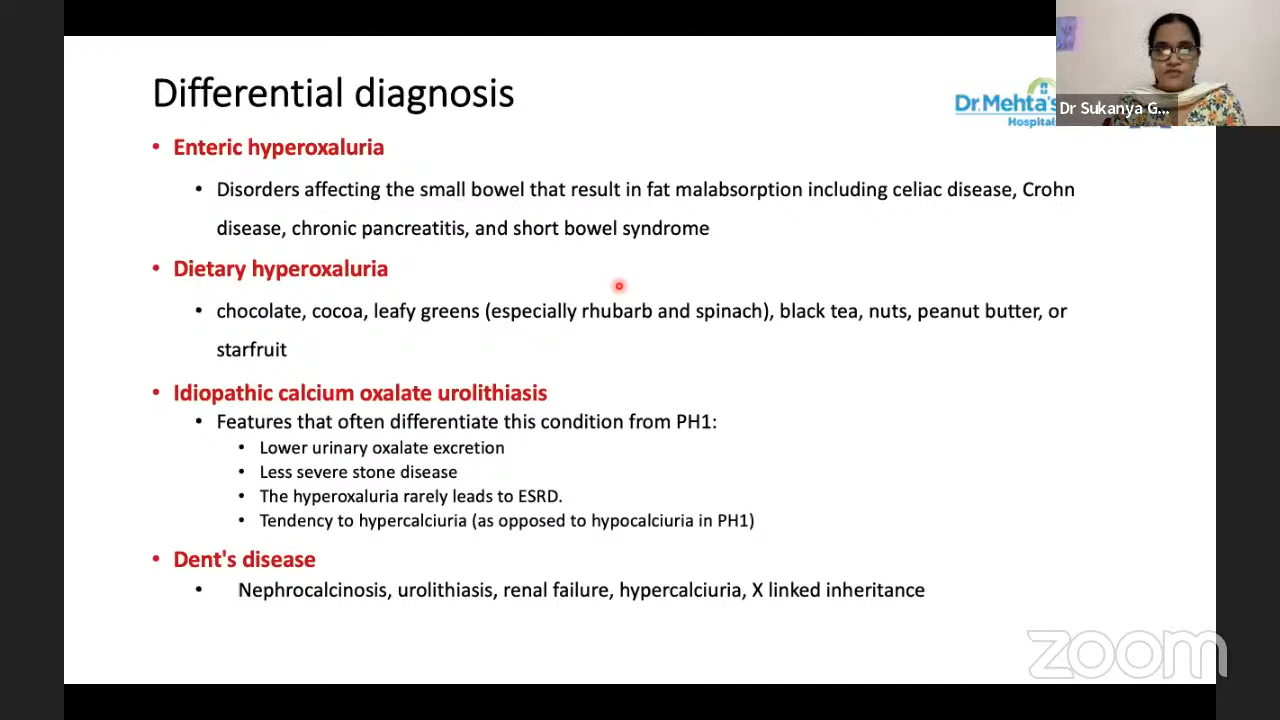 Differential diagnosis
Dr.Mehta's
Hospital
Dr Sukanya G...
• Enteric hyperoxaluria
• Disorders affecting the small bowel that result in fat malabsorption including celiac disease, Crohn
disease, chronic pancreatitis, and short bowel syndrome
• Dietary hyperoxaluria
• chocolate, cocoa, leafy greens (especially rhubarb and spinach), black tea, nuts, peanut butter, or
starfruit
• Idiopathic calcium oxalate urolithiasis
• Features that often differentiate this condition from PH1:
• Lower urinary oxalate excretion
• Less severe stone disease
• The hyperoxaluria rarely leads to ESRD.
• Tendency to hypercalciuria (as opposed to hypocalciuria in PH1)
• Dent's disease
• Nephrocalcinosis, urolithiasis, renal failure, hypercalciuria, X linked inheritance
zoom